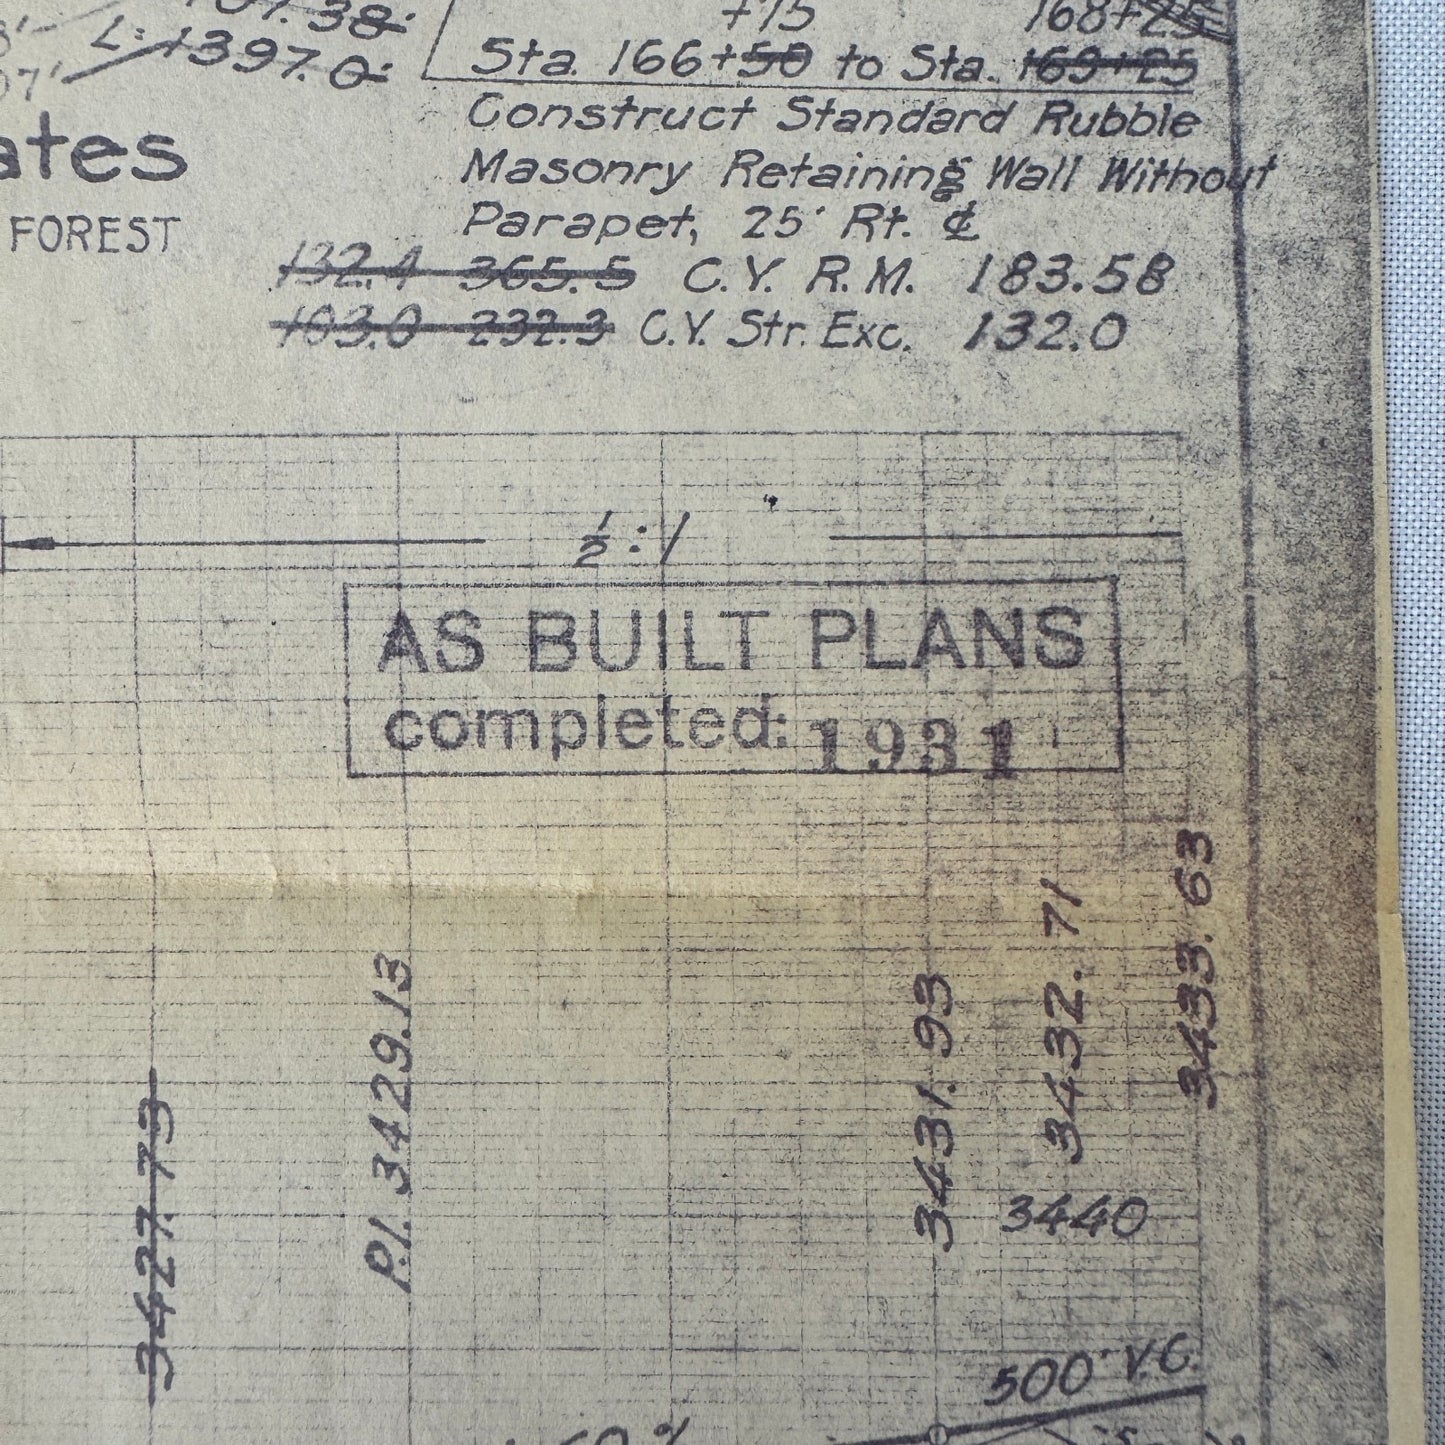 +75 168+25
L: 1397.0
Sta. 166+50 to Sta. 169+25
Construct Standard Rubble
ates
Masonry Retaining Wall Without
FOREST
Parapet, 25' Rt. ℄
132.4 365.5 C.Y. R.M. 183.58
103.0 232.3 C.Y. Str. Exc. 132.0
½:1
AS BUILT PLANS
completed: 1931
3427.73
P.I. 3429.13
3431.93
3432.71
3433.63
3440
500' V.C.